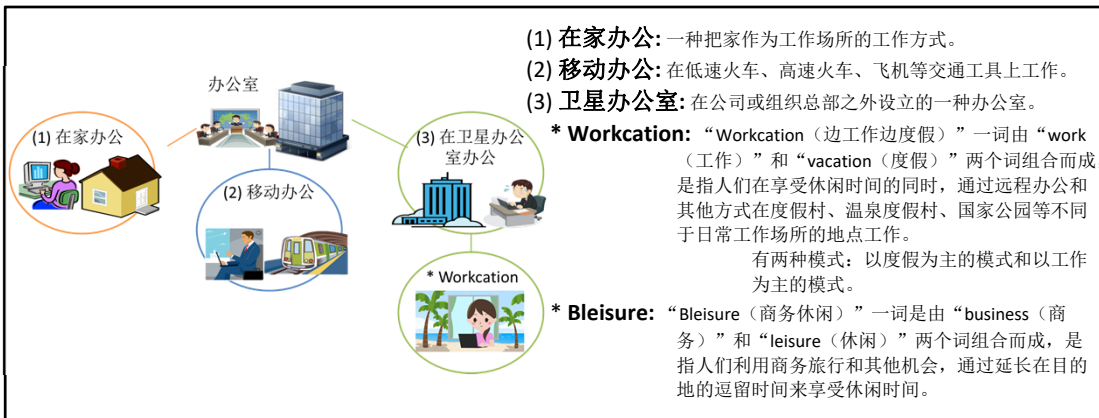 办公室
(1) 在家办公
(2) 移动办公
(3) 在卫星办公
室办公
* Workcation
(1) 在家办公: 一种把家作为工作场所的工作方式。
(2) 移动办公: 在低速火车、高速火车、飞机等交通工具上工作。
(3) 卫星办公室: 在公司或组织总部之外设立的一种办公室。
* Workcation: “Workcation（边工作边度假）”一词由“work
（工作）”和“vacation（度假）”两个词组合而成，
是指人们在享受休闲时间的同时，通过远程办公和
其他方式在度假村、温泉度假村、国家公园等不同
于日常工作场所的地点工作。
有两种模式：以度假为主的模式和以工作
为主的模式。
* Bleisure: “Bleisure（商务休闲）”一词是由“business（商
务）”和“leisure（休闲）”两个词组合而成，是
指人们利用商务旅行和其他机会，通过延长在目的
地的逗留时间来享受休闲时间。